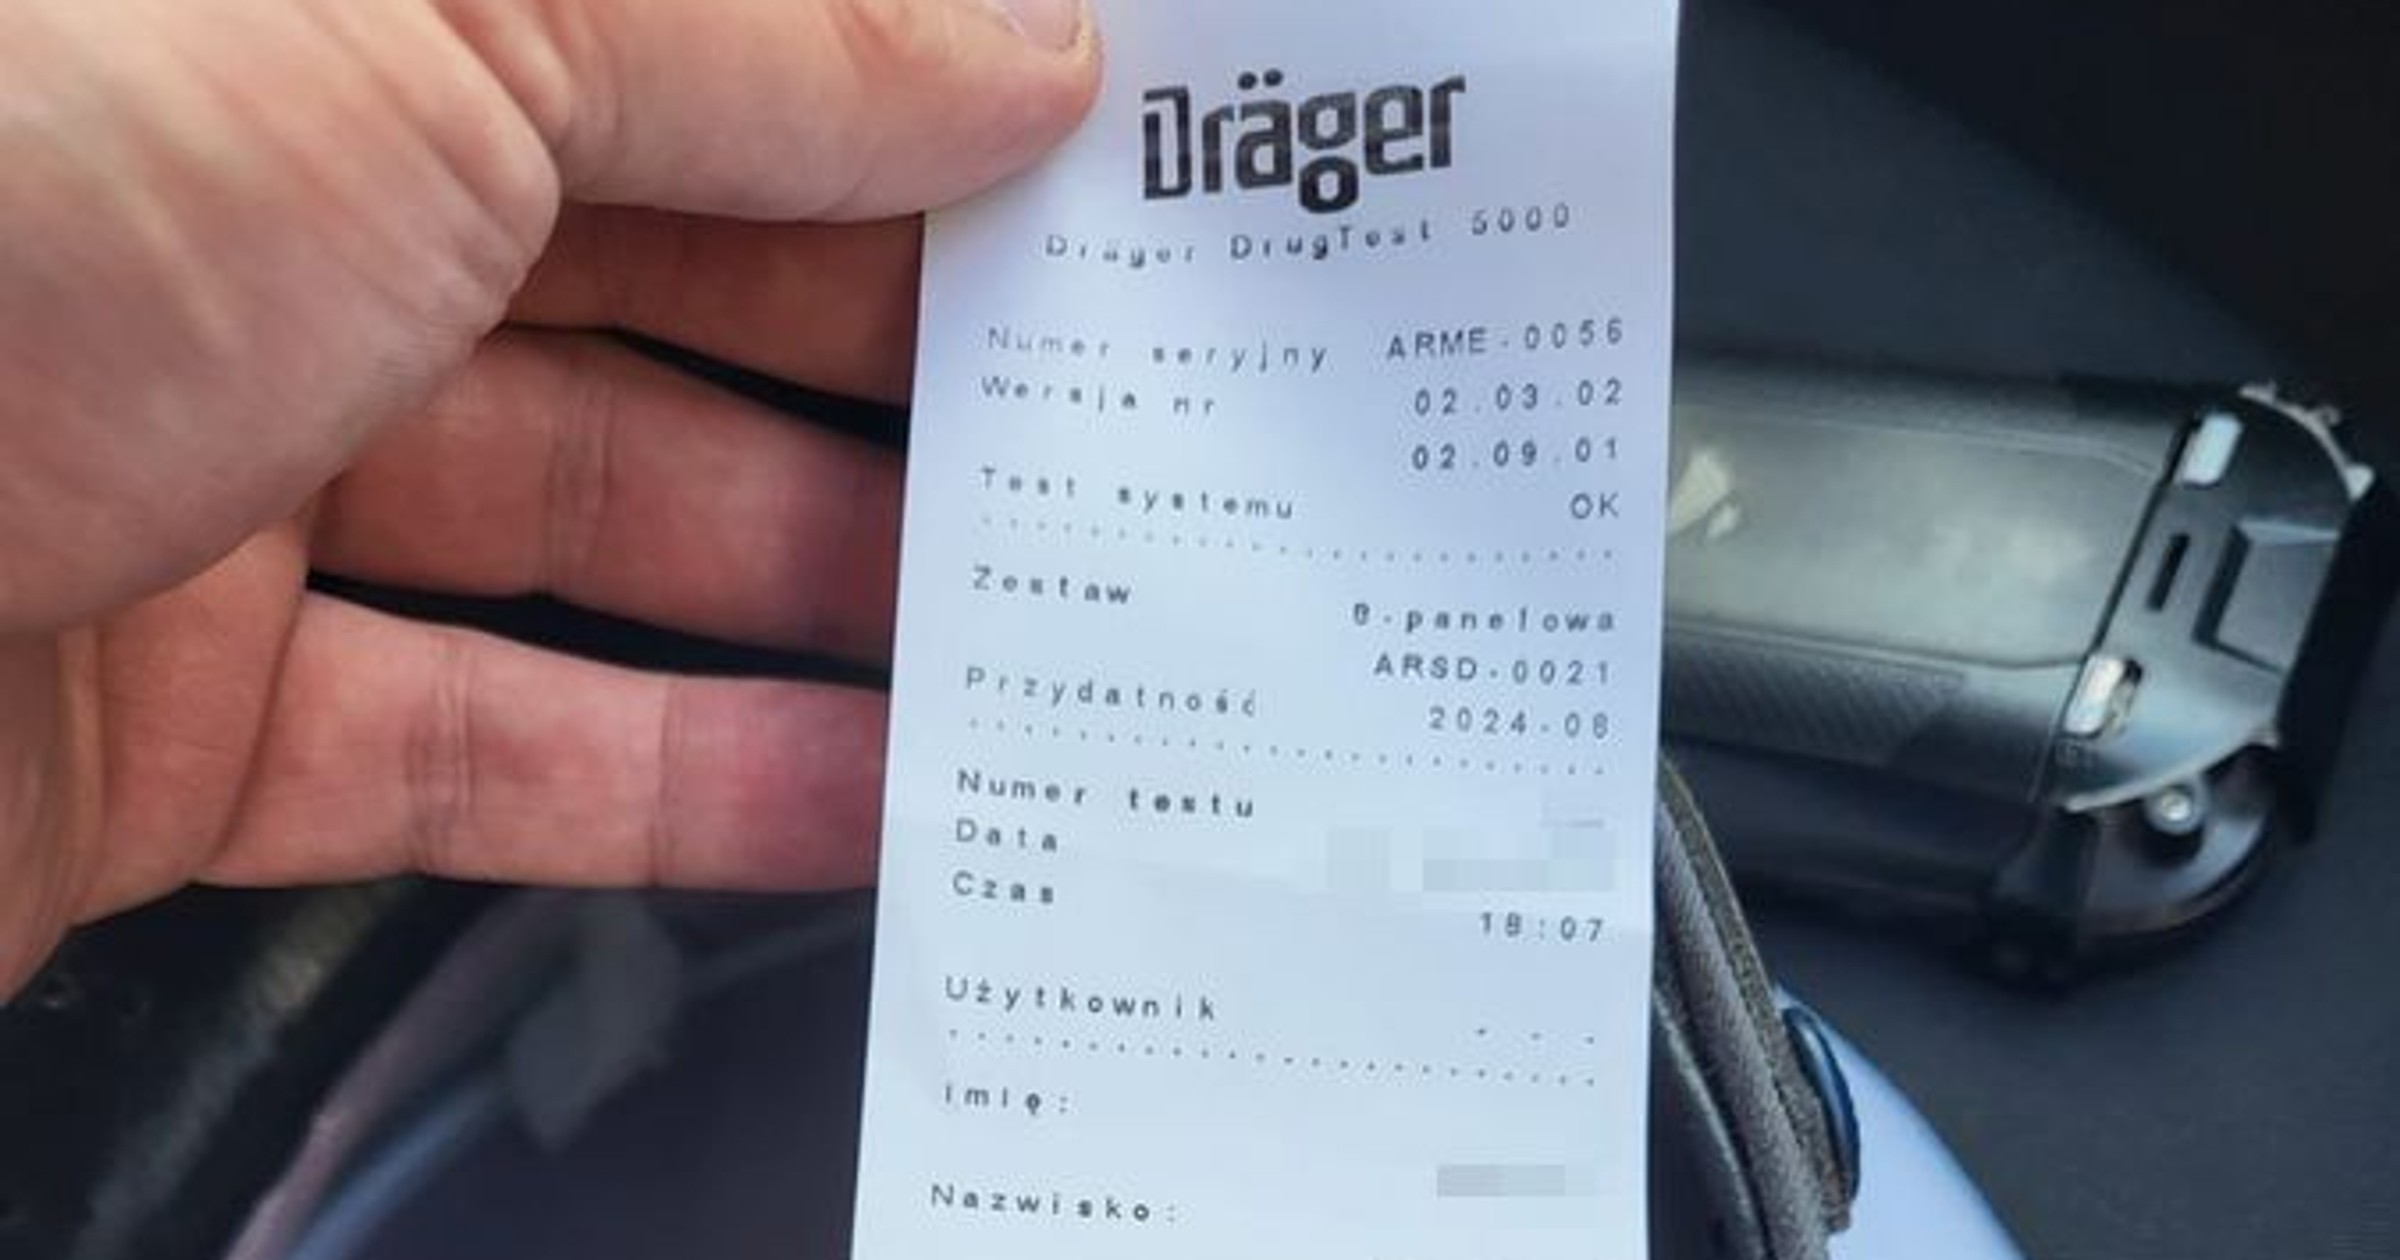 Dräger
Dräger DrugTest 5000
Numer seryjny ARME-0056
Wersja nr 02.03.02
02.09.01
Test systemu OK
Zestaw
8-panelowa
ARSD-0021
Przydatność 2024-08
Numer testu
Data
Czas
18:07
Użytkownik
- - -
imię:
Nazwisko: